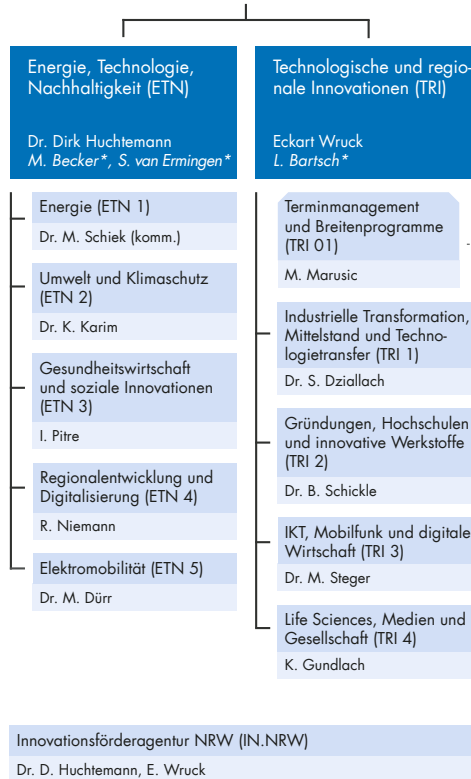 Energie, Technologie,
Nachhaltigkeit (ETN)
Dr. Dirk Huchtemann
M. Becker*, S. van Ermingen*
Energie (ETN 1)
Dr. M. Schiek (komm.)
Umwelt und Klimaschutz
(ETN 2)
Dr. K. Karim
Gesundheitswirtschaft
und soziale Innovationen
(ETN 3)
I. Pitre
Regionalentwicklung und
Digitalisierung (ETN 4)
R. Niemann
Elektromobilität (ETN 5)
Dr. M. Dürr
Technologische und regio-
nale Innovationen (TRI)
Eckart Wruck
L. Bartsch*
Terminmanagement
und Breitenprogramme
(TRI 01)
M. Marusic
Industrielle Transformation,
Mittelstand und Techno-
logietransfer (TRI 1)
Dr. S. Dziallach
Gründungen, Hochschulen
und innovative Werkstoffe
(TRI 2)
Dr. B. Schickle
IKT, Mobilfunk und digitale
Wirtschaft (TRI 3)
Dr. M. Steger
Life Sciences, Medien und
Gesellschaft (TRI 4)
K. Gundlach
Innovationsförderagentur NRW (IN.NRW)
Dr. D. Huchtemann, E. Wruck